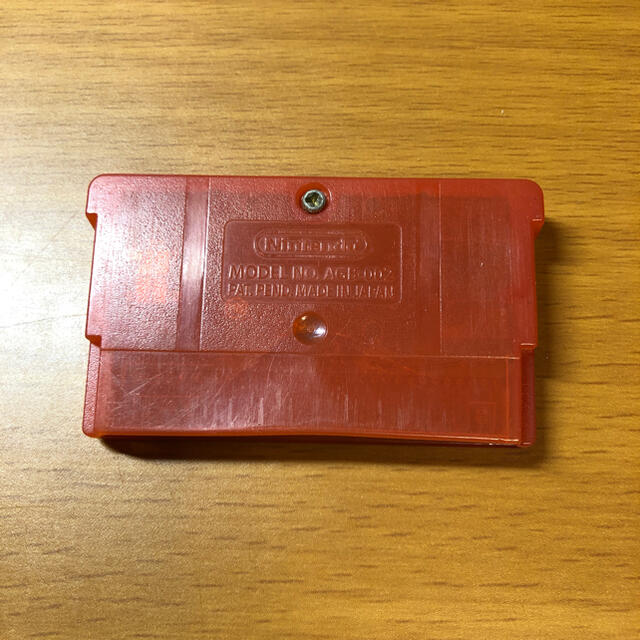 Nintendo
MODEL NO. AGB-002
PAT. PEND. MADE IN JAPAN